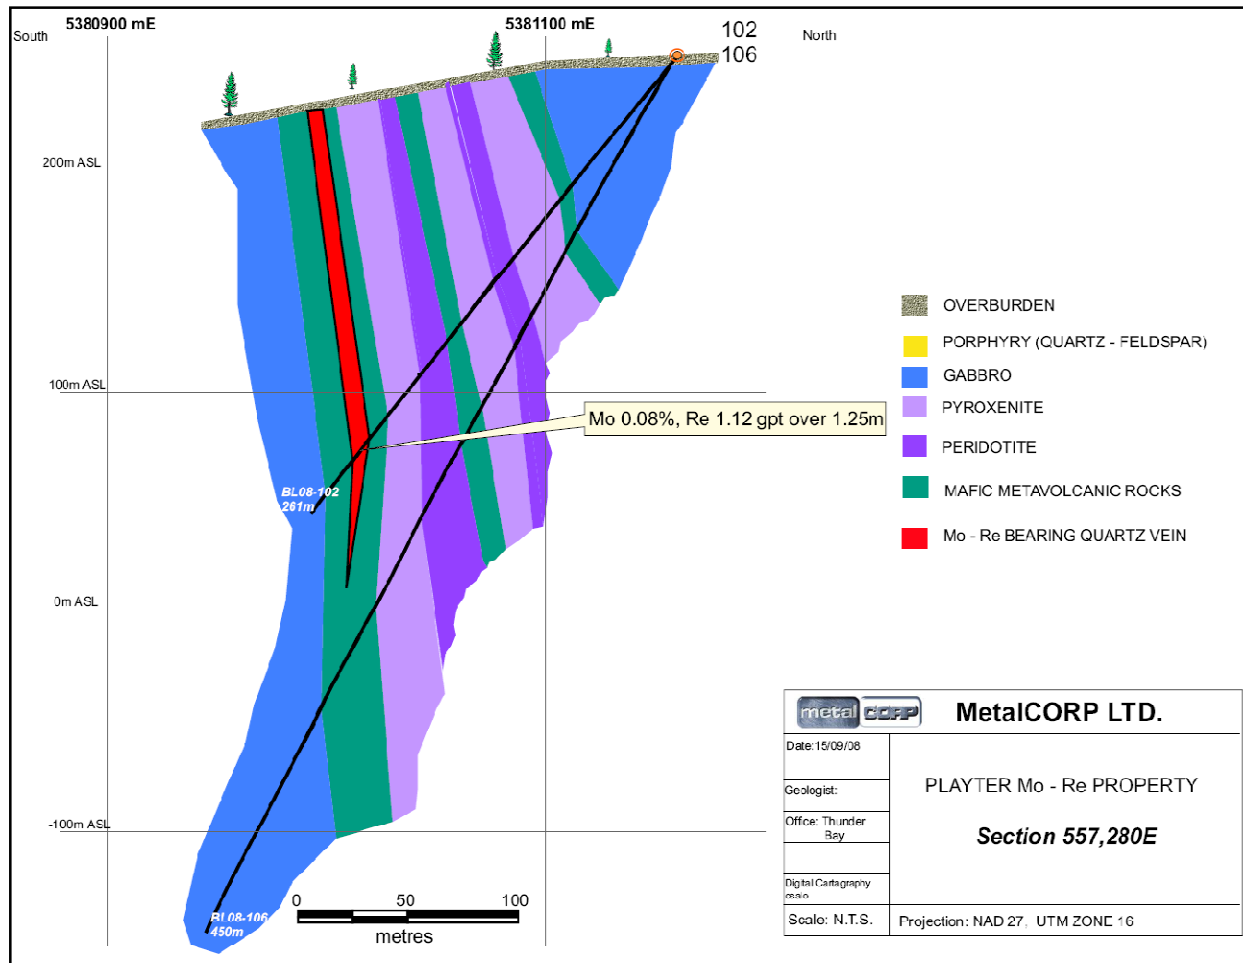 5380900 mE
5381100 mE
102
106
South
North
200m ASL
100m ASL
0m ASL
-100m ASL
Mo 0.08%, Re 1.12 gpt over 1.25m
BL08-102
261m
BL08-106
450m
0 50 100
metres
OVERBURDEN
PORPHYRY (QUARTZ - FELDSPAR)
GABBRO
PYROXENITE
PERIDOTITE
MAFIC METAVOLCANIC ROCKS
Mo - Re BEARING QUARTZ VEIN
metal CORP
MetalCORP LTD.
Date:15/09/08
Geologist:
Office: Thunder
Bay
Digital Cartography
PLAYTER Mo - Re PROPERTY
Section 557,280E
Scale: N.T.S.
Projection: NAD 27, UTM ZONE 16